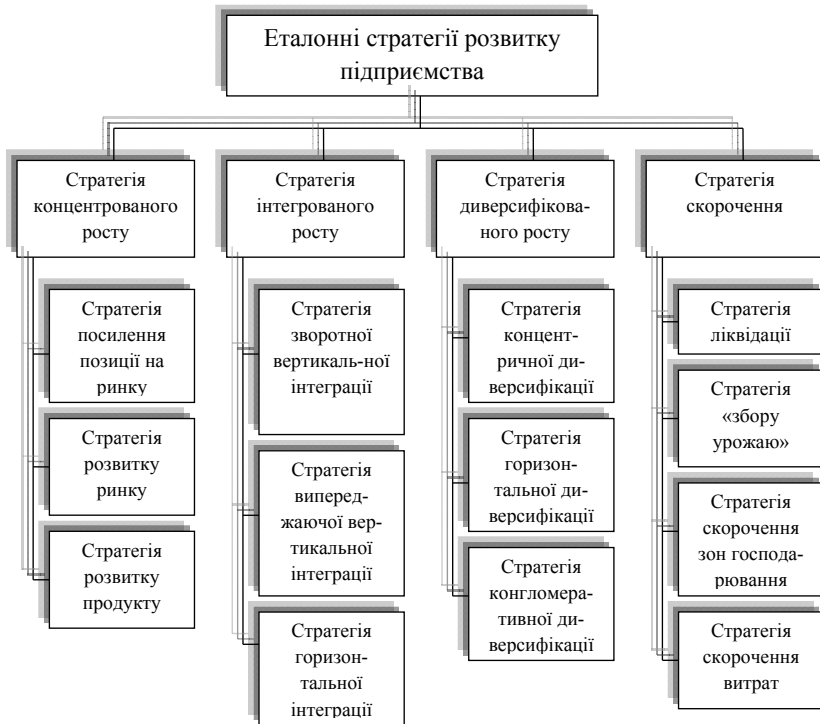 Еталонні стратегії розвитку
підприємства
Стратегія
концентрованого
росту
Стратегія
посилення
позиції на
ринку
Стратегія
розвитку
ринку
Стратегія
розвитку
продукту
Стратегія
інтегрованого
росту
Стратегія
зворотної
вертикаль-ної
інтеграції
Стратегія
виперед-
жаючої вер-
тикальної
інтеграції
Стратегія
горизон-
тальної
інтеграції
Стратегія
диверсифікова-
ного росту
Стратегія
концент-
ричної ди-
версифікації
Стратегія
горизон-
тальної ди-
версифікації
Стратегія
конгломера-
тивної ди-
версифікації
Стратегія
скорочення
Стратегія
ліквідації
Стратегія
«збору
урожаю»
Стратегія
скорочення
зон господа-
рювання
Стратегія
скорочення
витрат